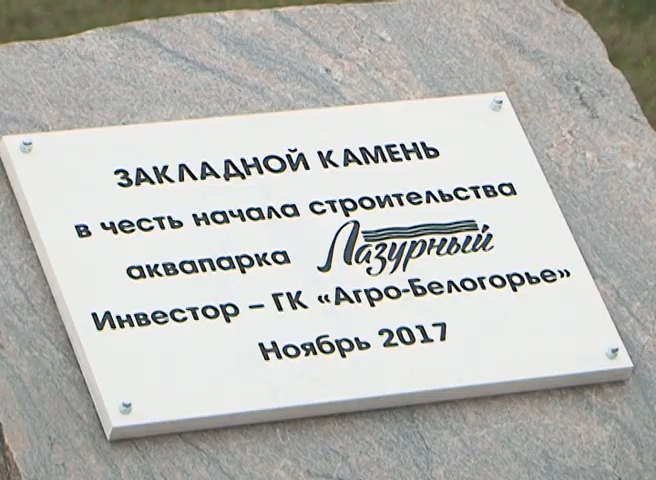 ЗАКЛАДНОЙ КАМЕНЬ
в честь начала строительства
аквапарка Лазурный
Инвестор – ГК «Агро-Белогорье»
Ноябрь 2017